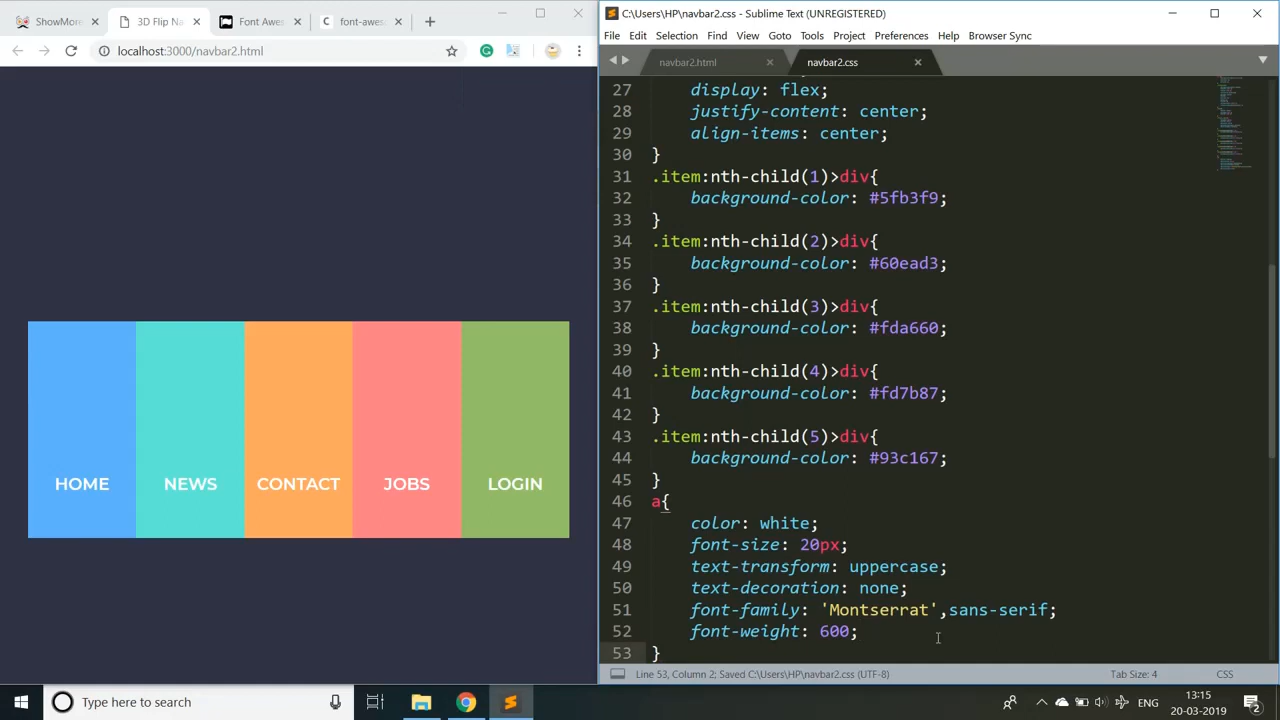 ShowMore
3D Flip Na
Font Awes
font-awes
localhost:3000/navbar2.html
HOME
NEWS
CONTACT
JOBS
LOGIN
C:\Users\HP\navbar2.css - Sublime Text (UNREGISTERED)
File Edit Selection Find View Goto Tools Project Preferences Help Browser Sync
navbar2.html
navbar2.css
27 display: flex;
28 justify-content: center;
29 align-items: center;
30 }
31 .item:nth-child(1)>div{
32 background-color: #5fb3f9;
33 }
34 .item:nth-child(2)>div{
35 background-color: #60ead3;
36 }
37 .item:nth-child(3)>div{
38 background-color: #fda660;
39 }
40 .item:nth-child(4)>div{
41 background-color: #fd7b87;
42 }
43 .item:nth-child(5)>div{
44 background-color: #93c167;
45 }
46 a{
47 color: white;
48 font-size: 20px;
49 text-transform: uppercase;
50 text-decoration: none;
51 font-family: 'Montserrat',sans-serif;
52 font-weight: 600;
53 }
Line 53, Column 2; Saved C:\Users\HP\navbar2.css (UTF-8)
Tab Size: 4
CSS
Type here to search
ENG
13:15
20-03-2019
2